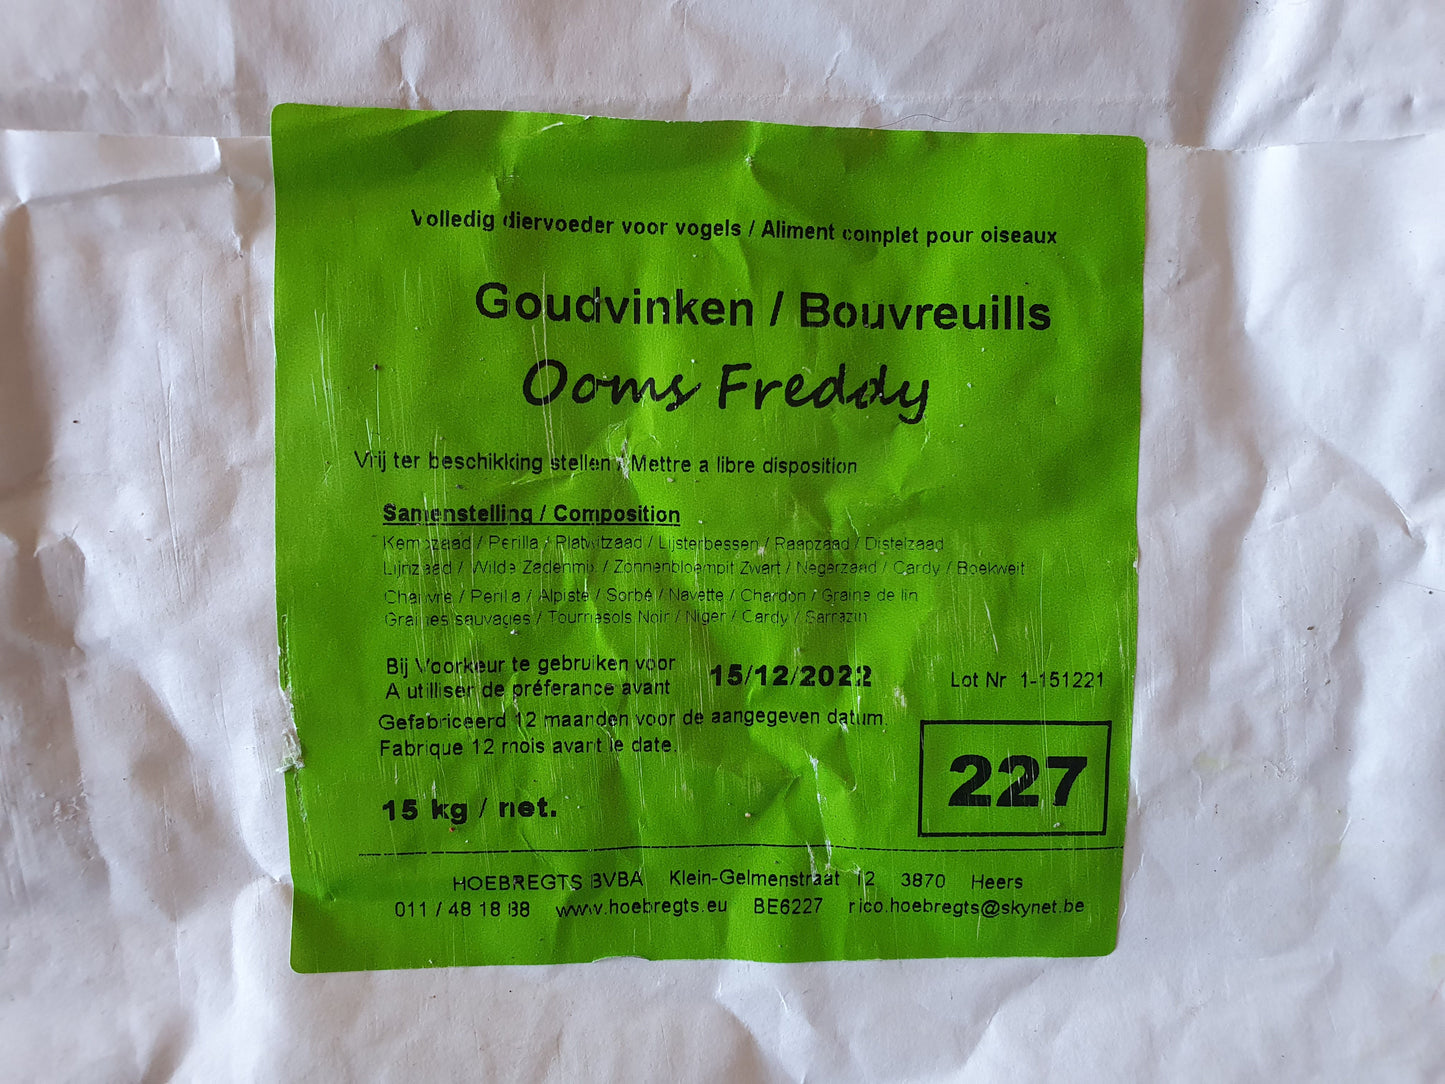 Volledig diervoeder voor vogels / Aliment complet pour oiseaux
Goudvinken / Bouvreuills
Ooms Freddy
Vrij ter beschikking stellen / Mettre a libre disposition
Samenstelling / Composition
Kempzaad / Perilla / Platwitzaad / Lijsterbessen / Raapzaad / Distelzaad
Lijnzaad / Wilde Zadenmix / Zonnenbloempit Zwart / Negerzaad / Cardy / Boekweit
Chanvre / Perilla / Alpiste / Sorbé / Navette / Chardon / Graine de lin
Graines sauvages / Tournesols Noir / Niger / Cardy / Sarrazin
Bij Voorkeur te gebruiken voor 15/12/2022 Lot Nr 1-151221
A utilliser de préferance avant
Gefabriceerd 12 maanden voor de aangegeven datum.
Fabrique 12 mois avant le date.
227
15 kg / net.
HOEBREGTS BVBA Klein-Gelmenstraat 12 3870 Heers
011 / 48 18 88 www.hoebregts.eu BE6227 rico.hoebregts@skynet.be